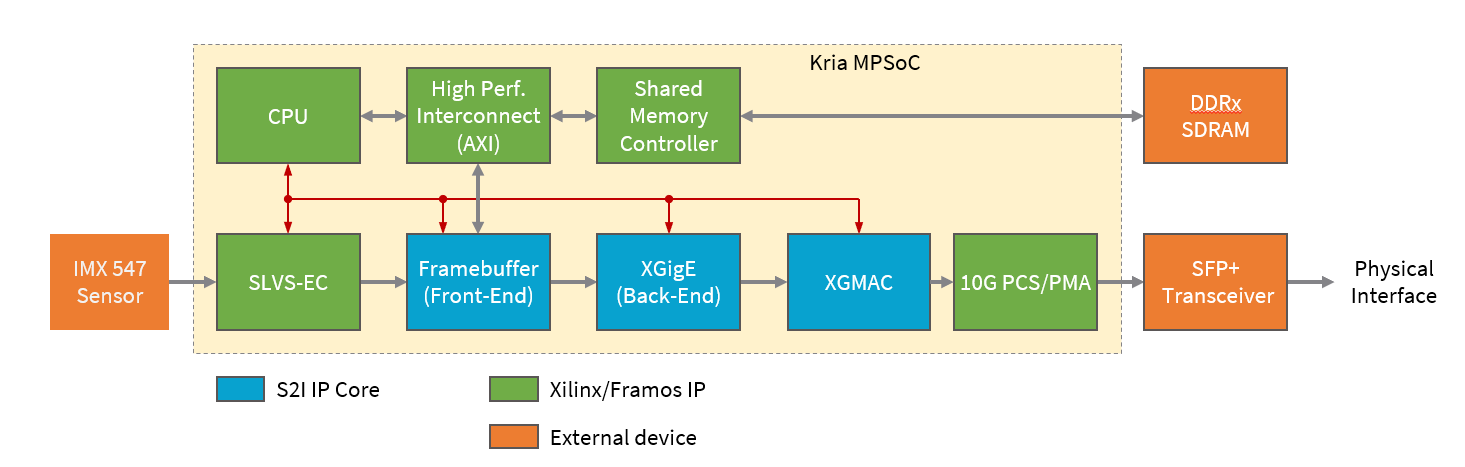 Kria MPSoC
CPU
High Perf.
Interconnect
(AXI)
Shared
Memory
Controller
DDRx
SDRAM
IMX 547
Sensor
SLVS-EC
Framebuffer
(Front-End)
XGigE
(Back-End)
XGMAC
10G PCS/PMA
SFP+
Transceiver
Physical
Interface
S2I IP Core
Xilinx/Framos IP
External device